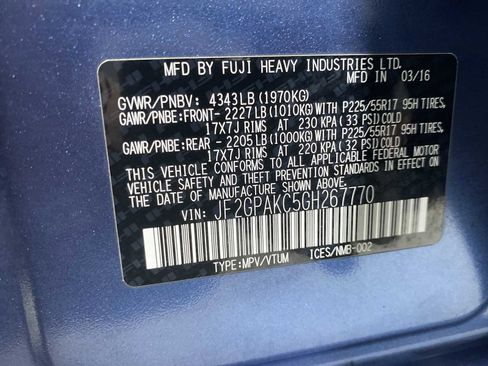 MFD BY FUJI HEAVY INDUSTRIES LTD.
MFD. IN 03/16
GVWR/PNBV: 4343LB(1970KG)
GAWR/PNBE:FRONT-2227LB(1010KG)WITH P225/55R17 95H TIRES,
17X7J RIMS AT 230 KPA(33 PSI)COLD
GAWR/PNBE:REAR -2205LB(1000KG)WITH P225/55R17 95H TIRES,
17X7J RIMS AT 220 KPA(32 PSI)COLD
THIS VEHICLE CONFORMS TO ALL APPLICABLE FEDERAL MOTOR
VEHICLE SAFETY STANDARDS IN EFFECT ON
THE DATE OF MANUFACTURE SHOWN ABOVE.
VIN: JF2GPAKC5GH267770
TYPE:MPV/VTUM ICES/NMB-002